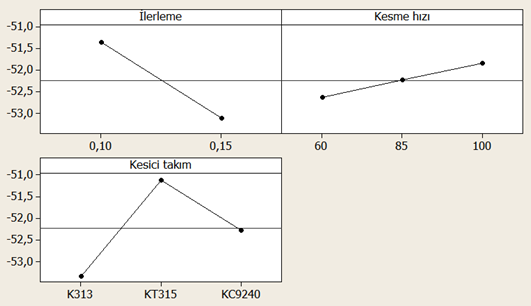 İlerleme
Kesme hızı
-51,0
-51,5
-52,0
-52,5
-53,0
0,10
0,15
60
85
100
Kesici takım
-51,0
-51,5
-52,0
-52,5
-53,0
K313
KT315
KC9240